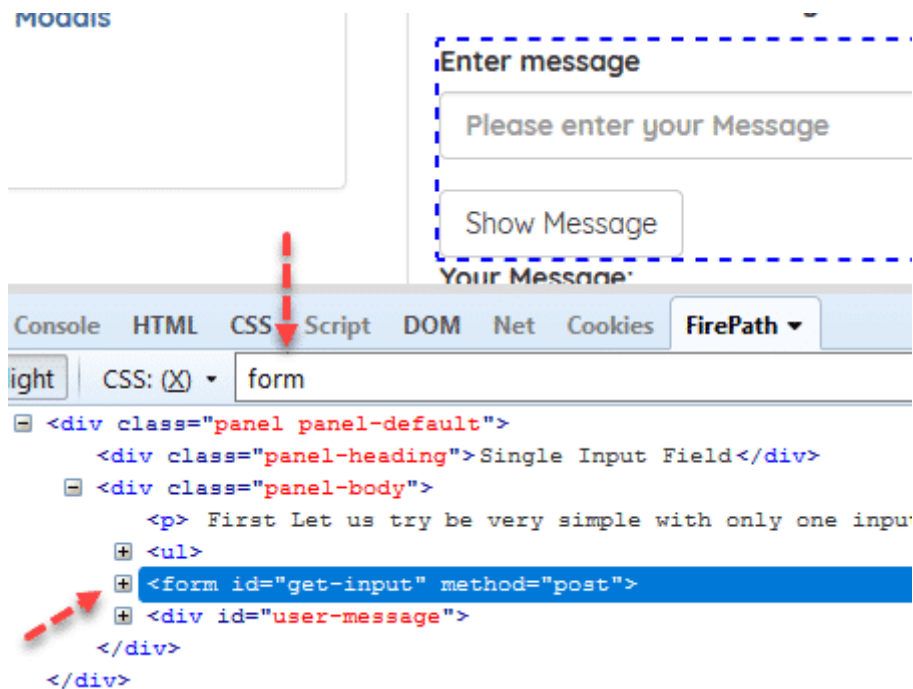 Modals
Enter message
Please enter your Message
Show Message
Your Message:
Console HTML CSS Script DOM Net Cookies FirePath
ight CSS: (X) form
<div class="panel panel-default">
<div class="panel-heading">Single Input Field</div>
<div class="panel-body">
<p> First Let us try be very simple with only one input
<ul>
<form id="get-input" method="post">
<div id="user-message">
</div>
</div>